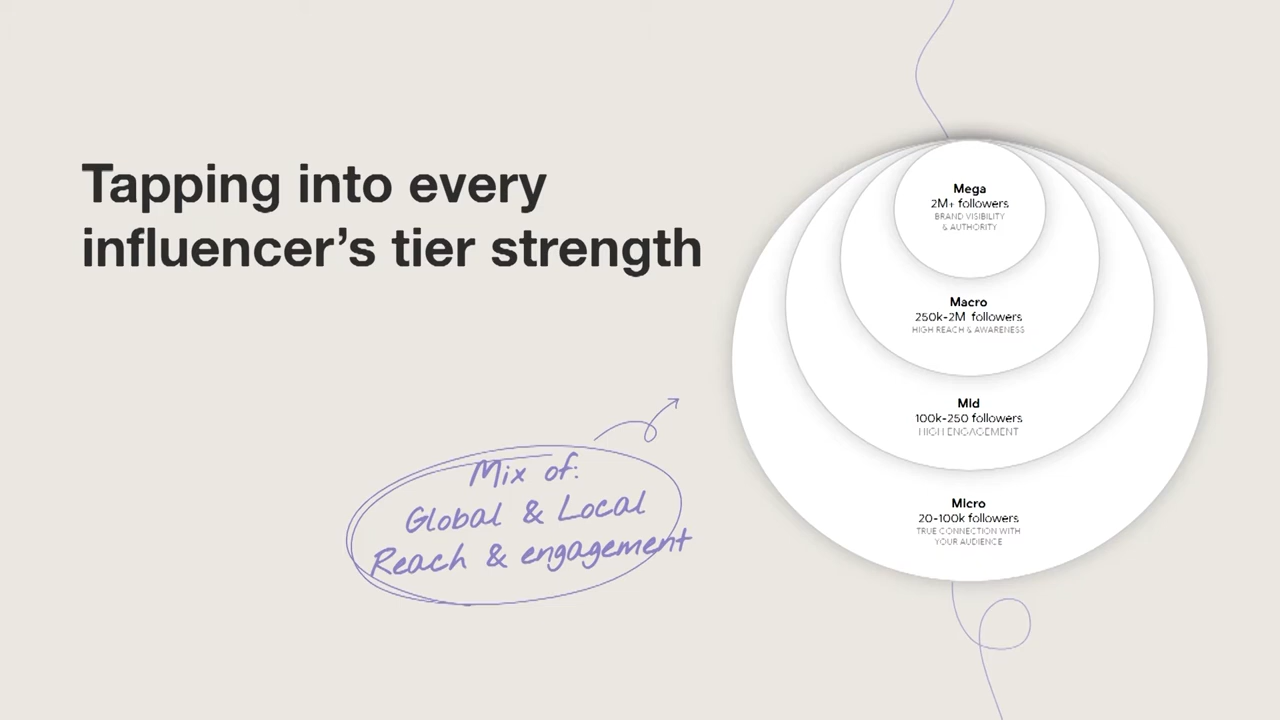 Tapping into every
influencer’s tier strength
Mix of:
Global & Local
Reach & engagement
Mega
2M+ followers
BRAND VISIBILITY
& AUTHORITY
Macro
250k-2M followers
HIGH REACH & AWARENESS
Mid
100k-250 followers
HIGH ENGAGEMENT
Micro
20-100k followers
TRUE CONNECTION WITH
YOUR AUDIENCE